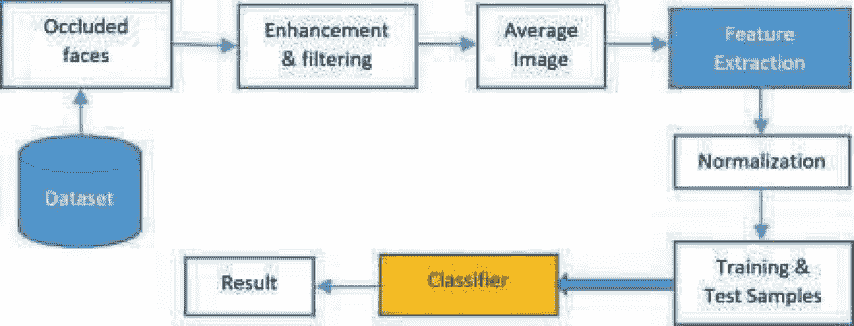 Occluded
faces
Enhancement
& filtering
Average
Image
Feature
Extraction
Dataset
Normalization
Training &
Test Samples
Classifier
Result